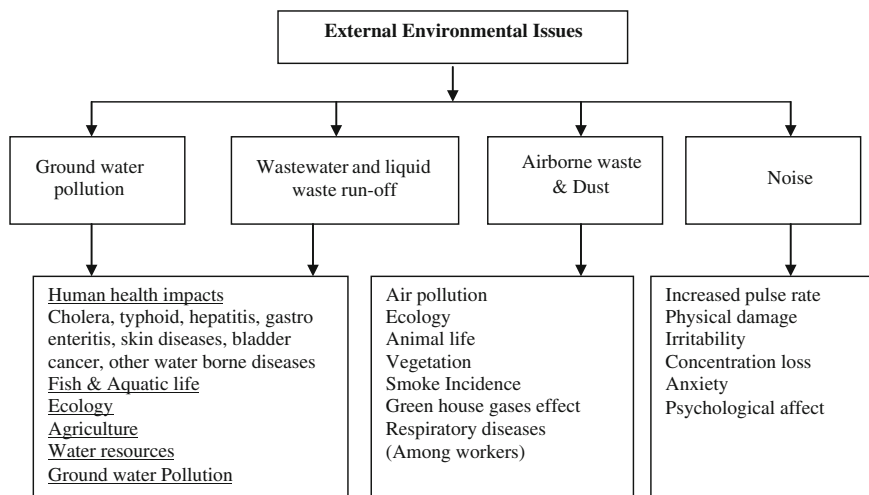 External Environmental Issues
Ground water
pollution
Wastewater and liquid
waste run-off
Airborne waste
& Dust
Noise
Human health impacts
Cholera, typhoid, hepatitis, gastro
enteritis, skin diseases, bladder
cancer, other water borne diseases
Fish & Aquatic life
Ecology
Agriculture
Water resources
Ground water Pollution
Air pollution
Ecology
Animal life
Vegetation
Smoke Incidence
Green house gases effect
Respiratory diseases
(Among workers)
Increased pulse rate
Physical damage
Irritability
Concentration loss
Anxiety
Psychological affect